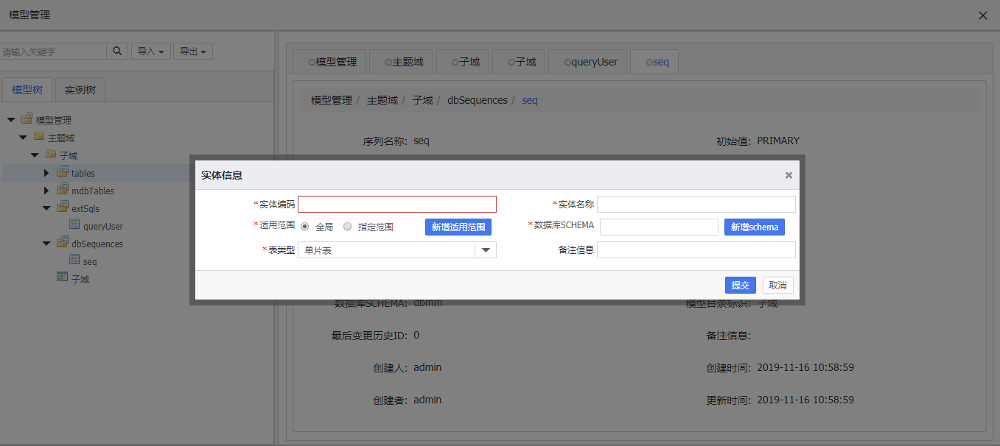 模型管理
请输入关键字 导入 导出
模型树 实例树
模型管理
主题域
子域
tables
mdbTables
extSqls
queryUser
dbSequences
seq
子域
模型管理 主题域 子域 子域 queryUser seq
模型管理 / 主题域 / 子域 / dbSequences / seq
序列名称: seq 初始值: PRIMARY
实体信息
*实体编码 *实体名称
*适用范围 全局 指定范围 新增适用范围 *数据库SCHEMA 新增schema
*表类型 单片表 备注信息
提交 取消
数据库SCHEMA: dbmm 模型目录标识: 子域
最后变更历史ID: 0 备注信息:
创建人: admin 创建时间: 2019-11-16 10:58:59
创建者: admin 更新时间: 2019-11-16 10:58:59